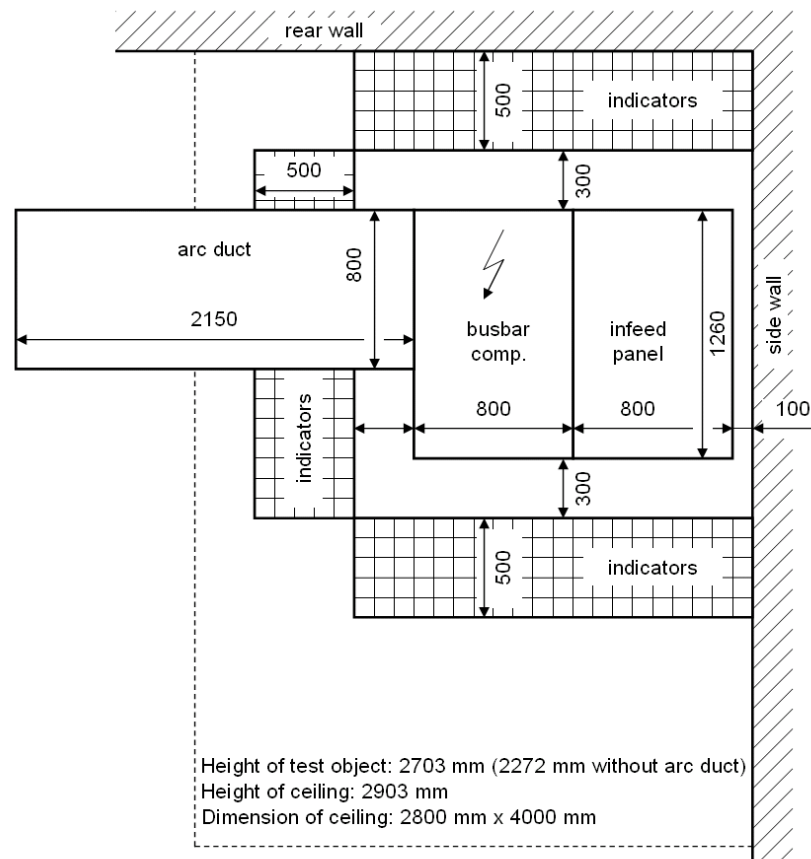 rear wall
500
indicators
500
300
arc duct
800
side wall
2150
busbar
comp.
infeed
panel
1260
800
800
100
indicators
300
500
indicators
Height of test object: 2703 mm (2272 mm without arc duct)
Height of ceiling: 2903 mm
Dimension of ceiling: 2800 mm x 4000 mm